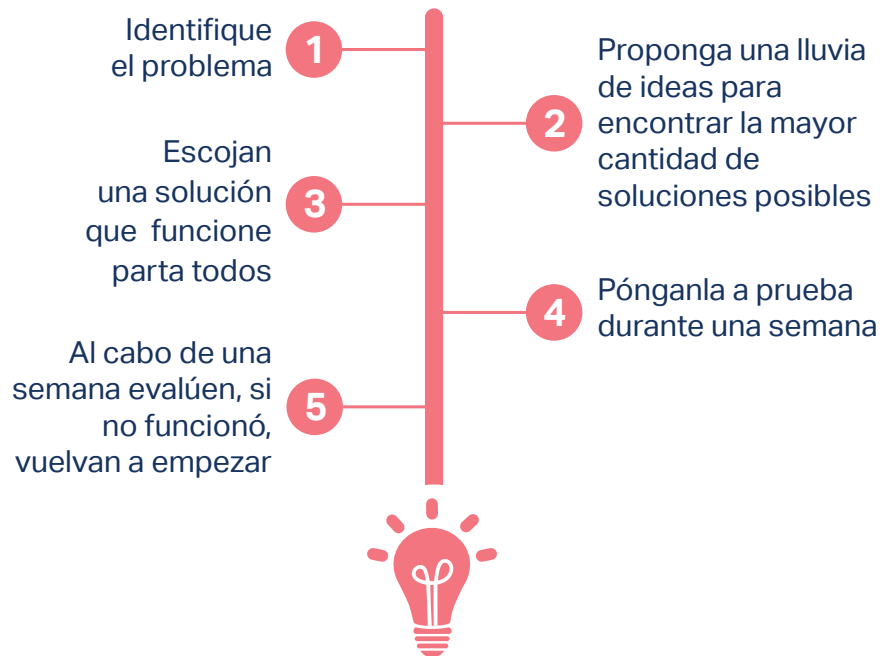 1
Identifique
el problema
2
Proponga una lluvia
de ideas para
encontrar la mayor
cantidad de
soluciones posibles
3
Escojan
una solución
que funcione
parta todos
4
Pónganla a prueba
durante una semana
5
Al cabo de una
semana evalúen, si
no funcionó,
vuelvan a empezar